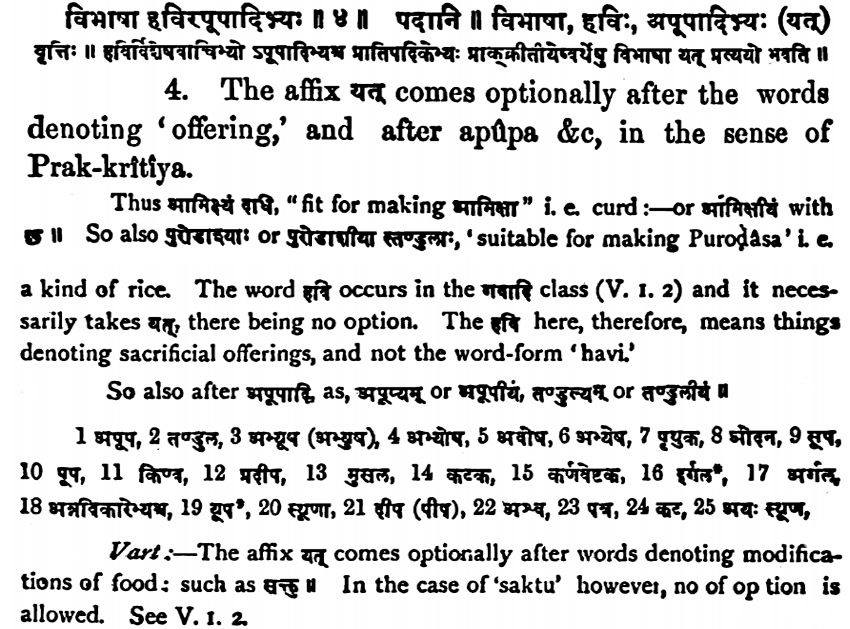 विभाषा हविरपूपादिभ्यः ॥ ४ ॥ पदानि ॥ विभाषा, हविः, अपूपादिभ्यः (यत्)
वृत्तिः ॥ हविर्विशेषवाचिभ्यो ऽपूपादिभ्यश्च प्रातिपदिकेभ्यः प्राक्क्रीतीयेष्वर्थेषु विभाषा यत् प्रत्ययो भवति ॥
4. The affix यत् comes optionally after the words
denoting ‘offering,’ and after apûpa &c, in the sense of
Prak-krîtîya.
Thus आमिक्ष्यं दधि, “fit for making आमिक्षा” i. e. curd :—or आमिक्षीयं with
छ ॥ So also पुरोडाश्याः or पुरोडाशीया स्तण्डुलाः, ‘suitable for making Puroḍâsa’ i. e.
a kind of rice. The word हवि occurs in the गवादि class (V. 1. 2) and it neces-
sarily takes यत्, there being no option. The हवि here, therefore, means things
denoting sacrificial offerings, and not the word-form ‘havi.’
So also after अपूपादि, as, अपूप्यम् or अपूपीयं, तण्डुल्यम् or तण्डुलीयं ॥
1 अपूप, 2 तण्डुल, 3 अभ्यूष (अभ्युष), 4 अभ्योष, 5 अवोष, 6 अभ्येष, 7 पृथुक, 8 ओदन, 9 सूप,
10 पूप, 11 किण्व, 12 प्रदीप, 13 मुसल, 14 कटक, 15 कर्णवेष्टक, 16 इर्गल*, 17 अर्गल,
18 अन्नविकारेभ्यश्च, 19 यूप*, 20 स्थूणा, 21 दीप (पीप), 22 अश्व, 23 पत्र, 24 कट, 25 अयः स्थूण,
Vart :—The affix यत् comes optionally after words denoting modifica-
tions of food: such as सक्तु ॥ In the case of ‘saktu’ however, no of op tion is
allowed. See V. 1. 2.